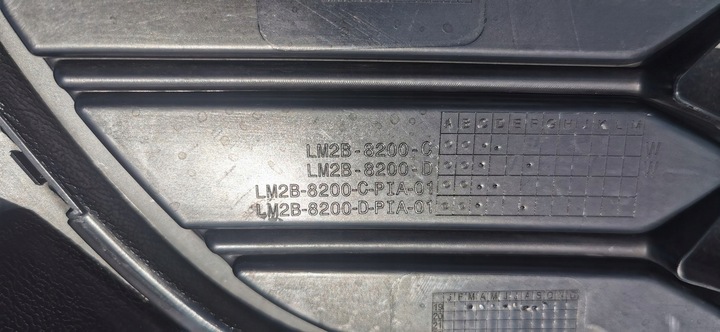 A B C D E F G H J K L M
LM2B-8200-C
LM2B-8200-D
LM2B-8200-C-PIA-01
LM2B-8200-D-PIA-01
J F M A M J J A S O N D